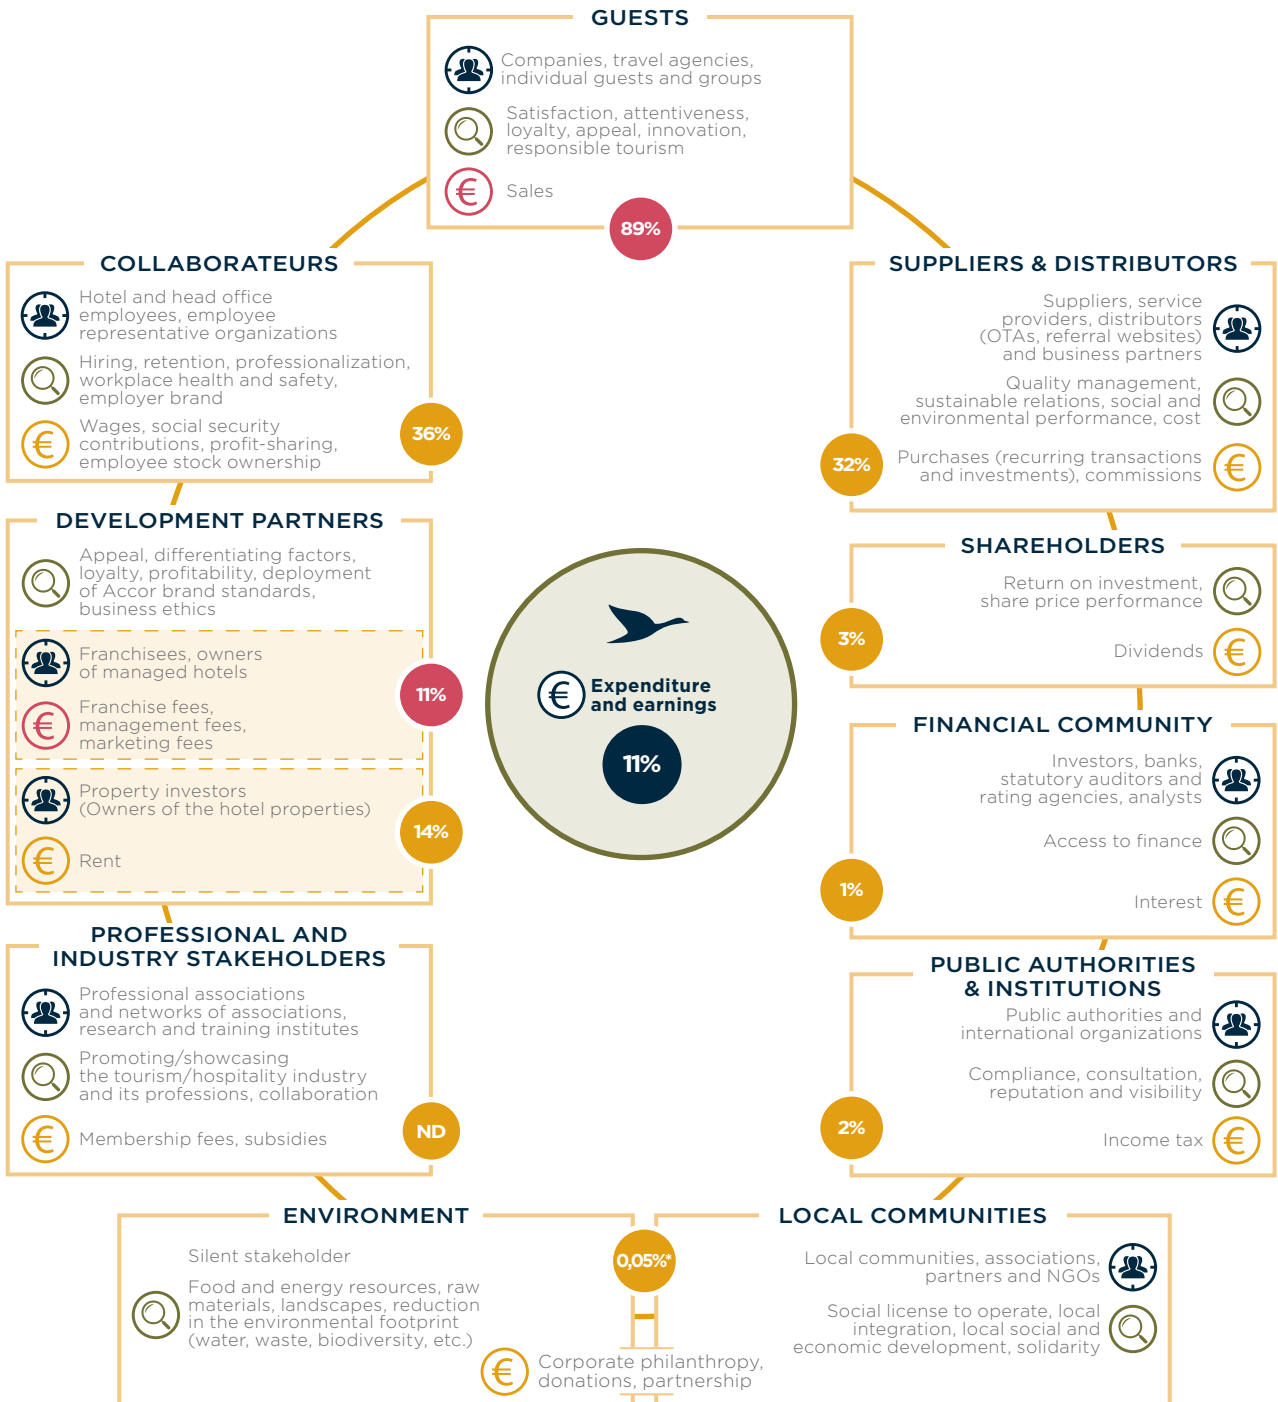 GUESTS
Companies, travel agencies,
individual guests and groups
Satisfaction, attentiveness,
loyalty, appeal, innovation,
responsible tourism
€ Sales
89%
COLLABORATEURS
Hotel and head office
employees, employee
representative organizations
Hiring, retention, professionalization,
workplace health and safety,
employer brand
Wages, social security
€ contributions, profit-sharing,
employee stock ownership
36%
SUPPLIERS & DISTRIBUTORS
Suppliers, service
providers, distributors
(OTAs, referral websites)
and business partners
Quality management,
sustainable relations, social and
environmental performance, cost
Purchases (recurring transactions
and investments), commissions €
32%
DEVELOPMENT PARTNERS
Appeal, differentiating factors,
loyalty, profitability, deployment
of Accor brand standards,
business ethics
Franchisees, owners
of managed hotels
Franchise fees,
€ management fees,
marketing fees
11%
Property investors
(Owners of the hotel properties)
€ Rent
14%
€ Expenditure
and earnings
11%
SHAREHOLDERS
Return on investment,
share price performance
Dividends €
3%
FINANCIAL COMMUNITY
Investors, banks,
statutory auditors and
rating agencies, analysts
Access to finance
Interest €
1%
PROFESSIONAL AND
INDUSTRY STAKEHOLDERS
Professional associations
and networks of associations,
research and training institutes
Promoting/showcasing
the tourism/hospitality industry
and its professions, collaboration
€ Membership fees, subsidies
ND
PUBLIC AUTHORITIES
& INSTITUTIONS
Public authorities and
international organizations
Compliance, consultation,
reputation and visibility
Income tax €
2%
ENVIRONMENT
Silent stakeholder
Food and energy resources, raw
materials, landscapes, reduction
in the environmental footprint
(water, waste, biodiversity, etc.)
0,05%*
LOCAL COMMUNITIES
Local communities, associations,
partners and NGOs
Social license to operate, local
integration, local social and
economic development, solidarity
€ Corporate philanthropy,
donations, partnership